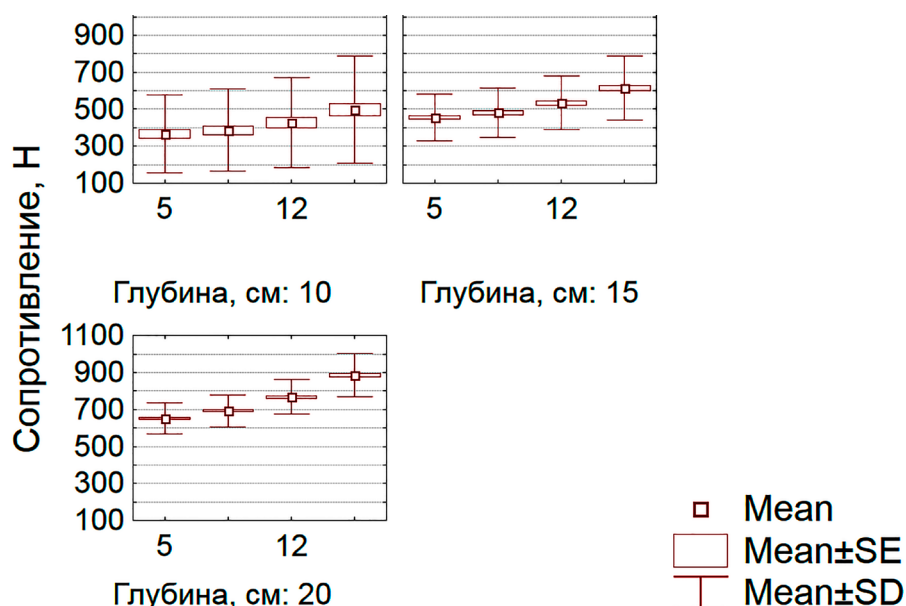 Сопротивление, Н
900
700
500
300
100
5 12
5 12
Глубина, см: 10
Глубина, см: 15
1100
900
700
500
300
100
5 12
Глубина, см: 20
Mean
Mean±SE
Mean±SD